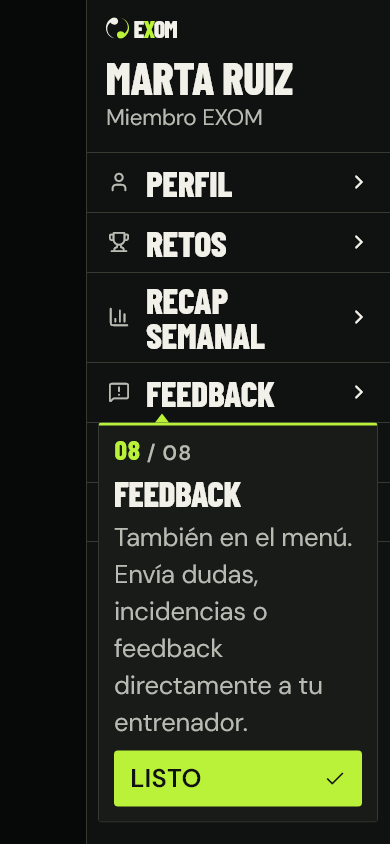 EXOM
MARTA RUIZ
Miembro EXOM
PERFIL
RETOS
RECAP
SEMANAL
FEEDBACK
08 / 08
FEEDBACK
También en el menú.
Envía dudas,
incidencias o
feedback
directamente a tu
entrenador.
LISTO